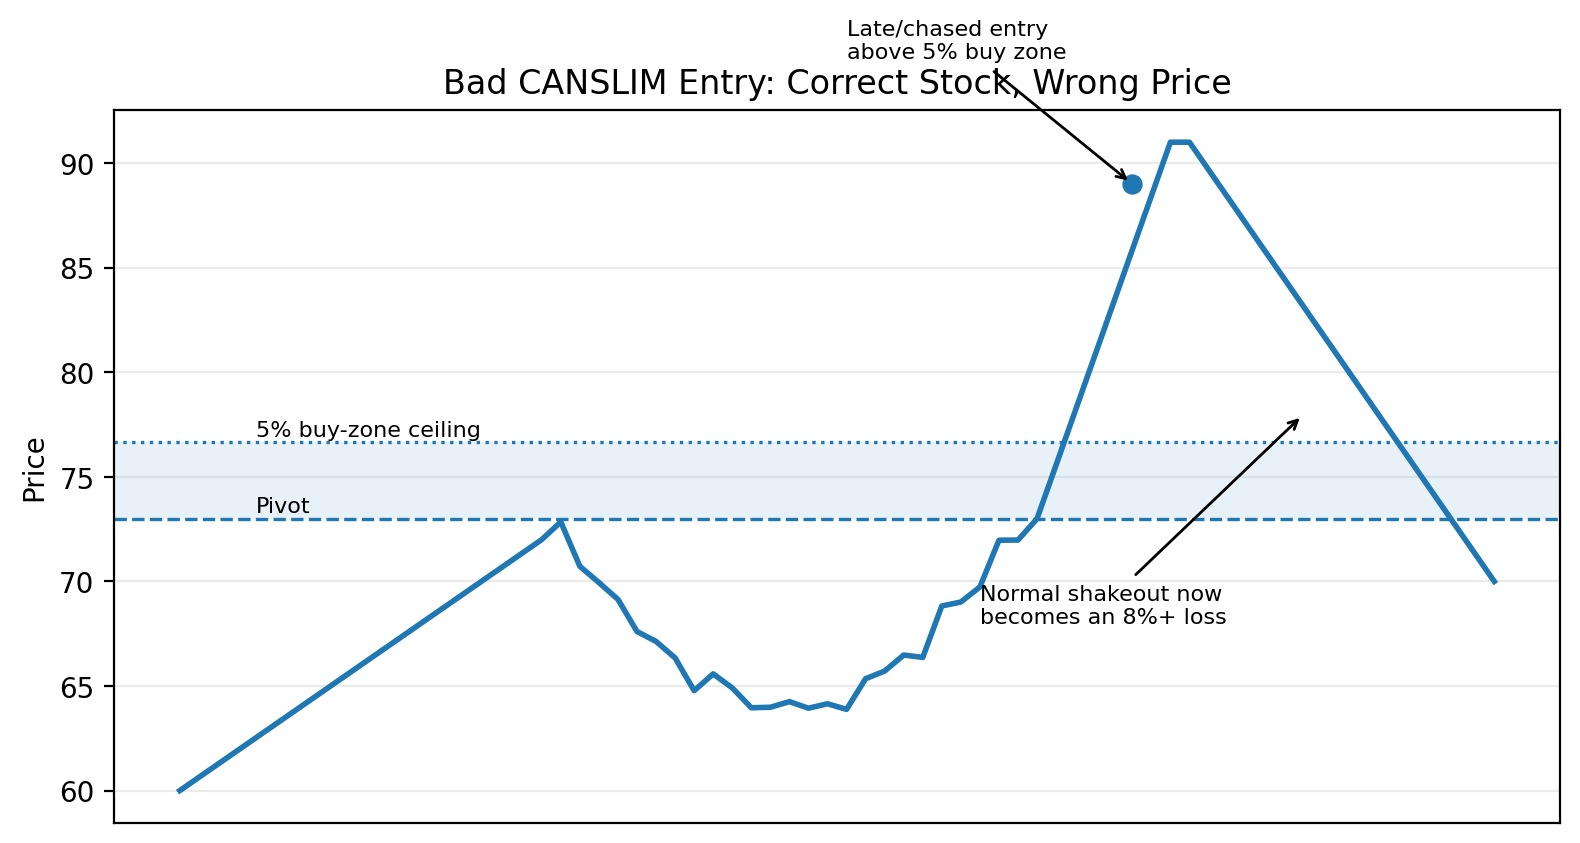 Late/chased entry
above 5% buy zone
Bad CANSLIM Entry: Correct Stock, Wrong Price
90
85
80
5% buy-zone ceiling
75
Pivot
70
Normal shakeout now
becomes an 8%+ loss
65
60
Price